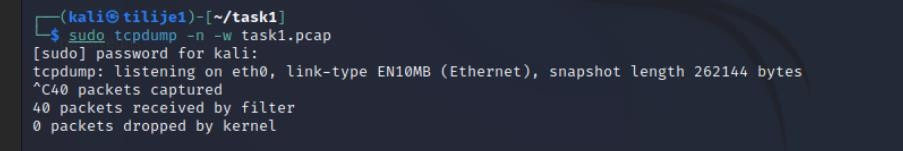 ┌──(kali㉿tilije1)-[~/task1]
└─$ sudo tcpdump -n -w task1.pcap
[sudo] password for kali:
tcpdump: listening on eth0, link-type EN10MB (Ethernet), snapshot length 262144 bytes
^C40 packets captured
40 packets received by filter
0 packets dropped by kernel